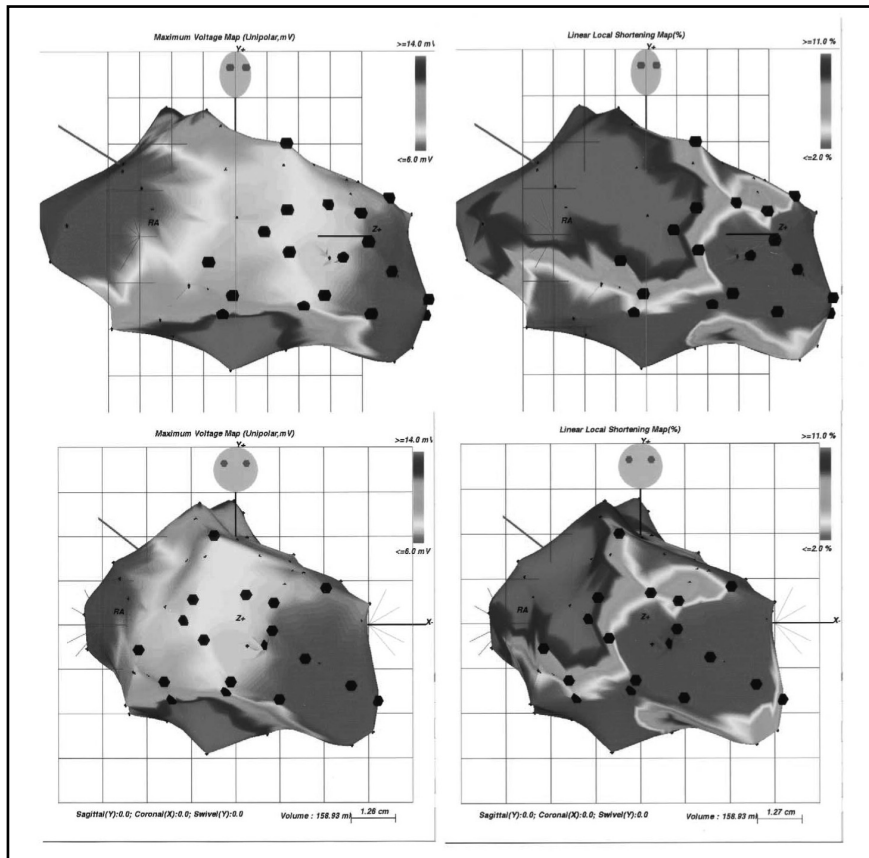 Maximum Voltage Map (Unipolar,mV)
Y+
>=14.0 mV
<=6.0 mV
RA
Z+
Linear Local Shortening Map(%)
Y+
>=11.0 %
<=2.0 %
RA
Z+
Maximum Voltage Map (Unipolar,mV)
Y+
>=14.0 mV
<=6.0 mV
RA
Z+
X-
Sagittal(Y):0.0; Coronal(X):0.0; Swivel(Y):0.0
Volume : 158.93 ml
1.26 cm
Linear Local Shortening Map(%)
Y+
>=11.0 %
<=2.0 %
RA
Z+
X-
Sagittal(Y):0.0; Coronal(X):0.0; Swivel(Y):0.0
Volume : 158.93 ml
1.27 cm